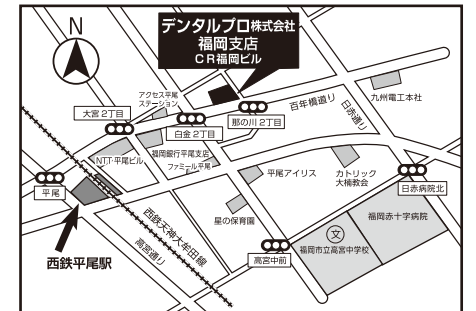 N
デンタルプロ株式会社
福岡支店
CR福岡ビル
アクセス平尾
ステーション
大宮2丁目
白金2丁目
那の川2丁目
百年橋通り
日赤通り
九州電工本社
NTT平尾ビル
福岡銀行平尾支店
ファミール平尾
平尾
平尾アイリス
カトリック
大楠教会
日赤病院北
西鉄平尾駅
西鉄天神大牟田線
高宮通り
星の保育園
高宮中前
文
福岡市立高宮中学校
福岡赤十字病院